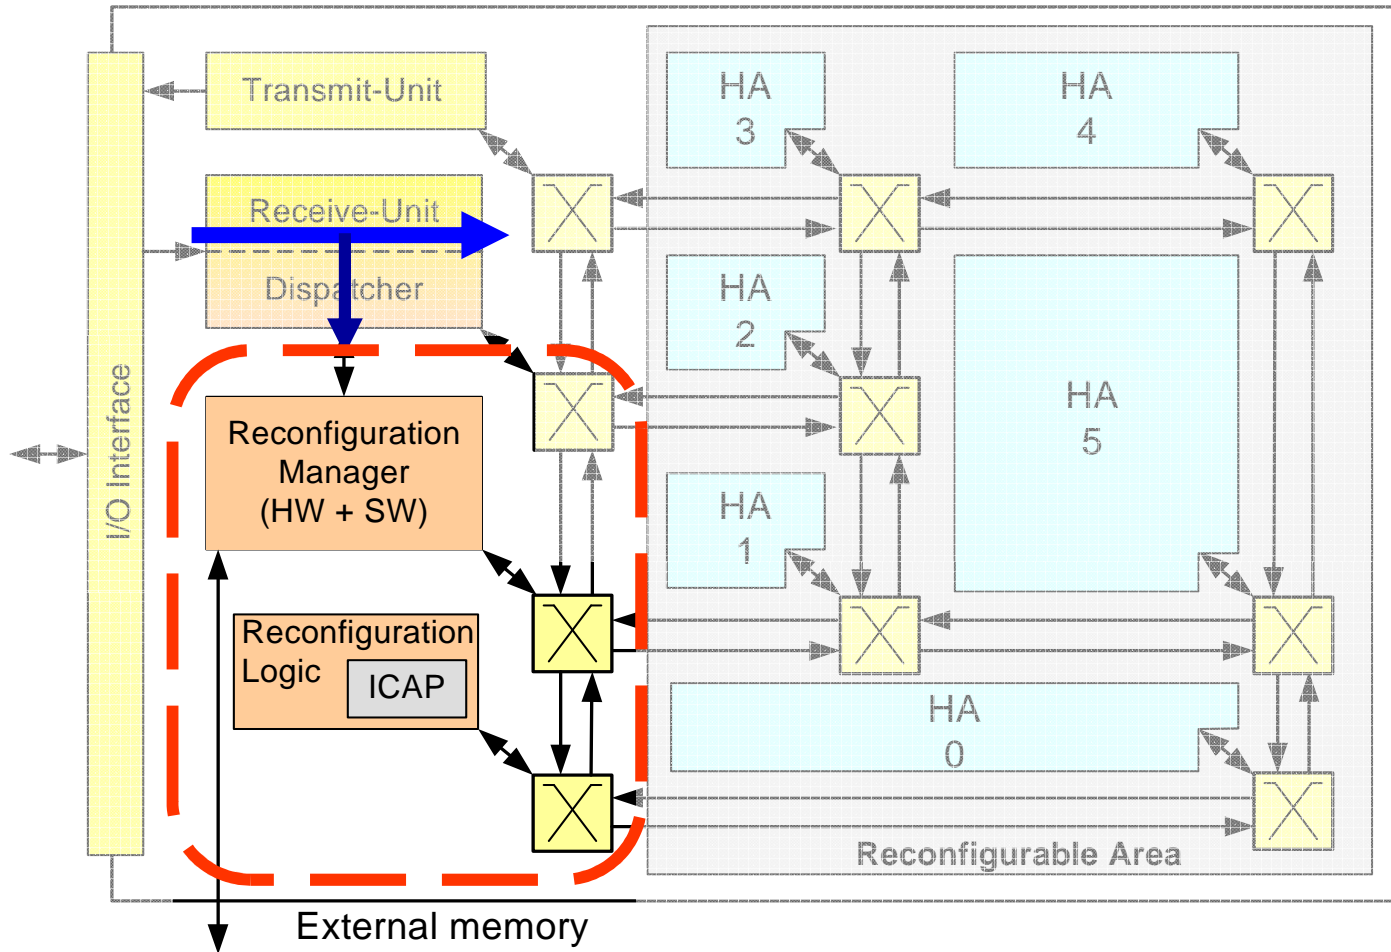 Transmit-Unit
Receive-Unit
Dispatcher
I/O interface
Reconfiguration
Manager
(HW + SW)
Reconfiguration
Logic
ICAP
External memory
HA
3
HA
4
HA
2
HA
5
HA
1
HA
0
Reconfigurable Area